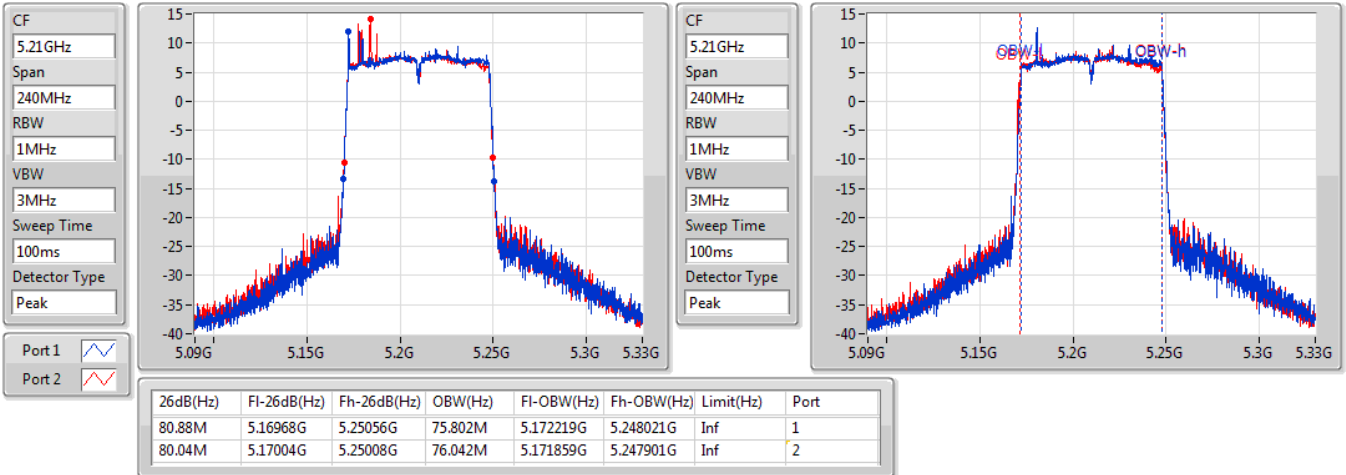 CF
5.21GHz
Span
240MHz
RBW
1MHz
VBW
3MHz
Sweep Time
100ms
Detector Type
Peak
Port 1
Port 2
15
10
5
0
-5
-10
-15
-20
-25
-30
-35
-40
5.09G 5.15G 5.2G 5.25G 5.3G 5.33G
CF
5.21GHz
Span
240MHz
RBW
1MHz
VBW
3MHz
Sweep Time
100ms
Detector Type
Peak
15
10
5
0
-5
-10
-15
-20
-25
-30
-35
-40
OBW-h
5.09G 5.15G 5.2G 5.25G 5.3G 5.33G
26dB(Hz) Fl-26dB(Hz) Fh-26dB(Hz) OBW(Hz) Fl-OBW(Hz) Fh-OBW(Hz) Limit(Hz) Port
80.88M 5.16968G 5.25056G 75.802M 5.172219G 5.248021G Inf 1
80.04M 5.17004G 5.25008G 76.042M 5.171859G 5.247901G Inf 2